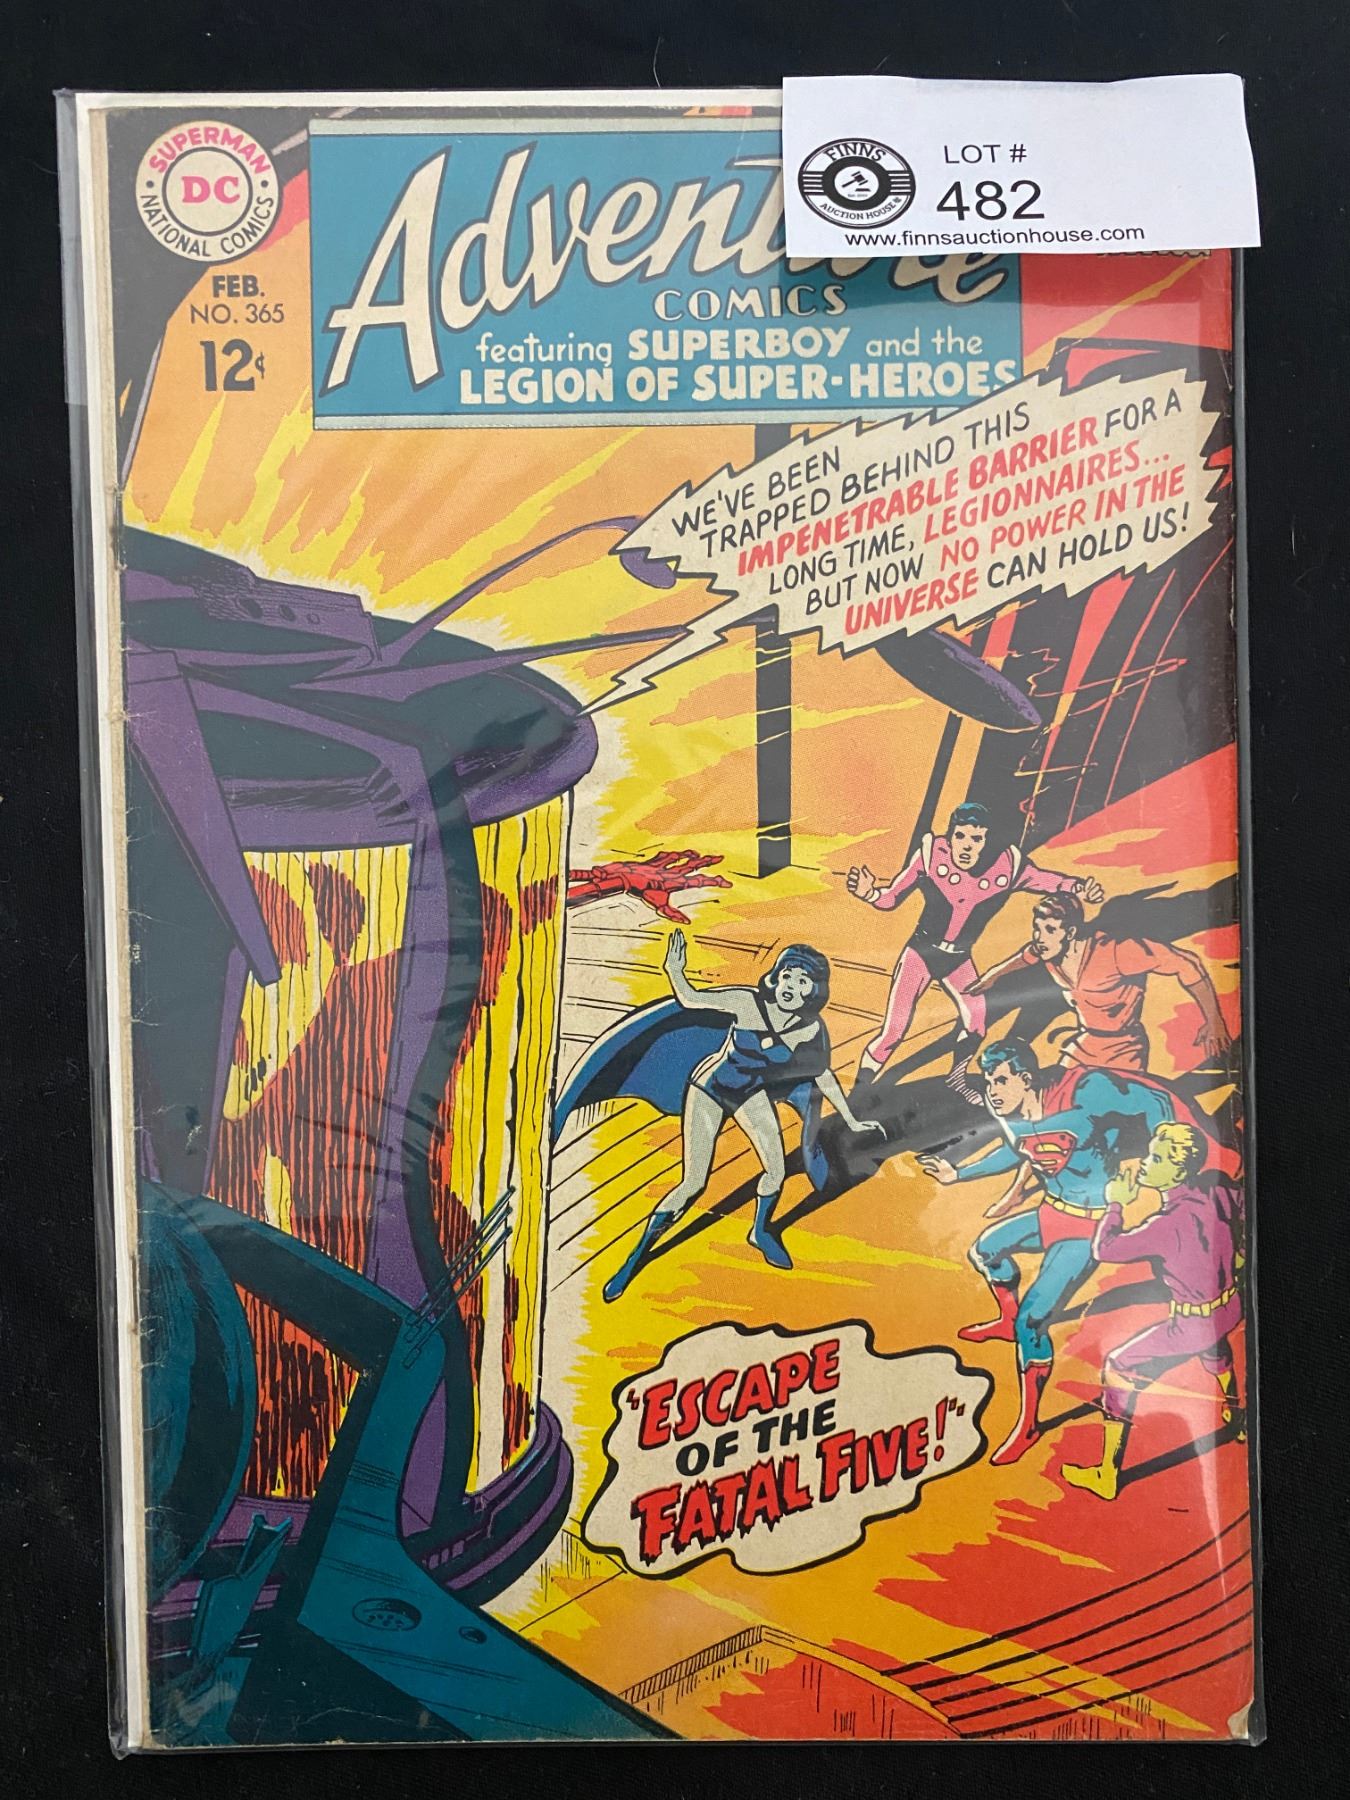 SUPERMAN
DC
NATIONAL COMICS
FEB.
NO. 365
12¢
FINNS
AUCTION HOUSE
LOT #
482
www.finnsauctionhouse.com
Adventure
COMICS
featuring SUPERBOY and the
LEGION OF SUPER-HEROES
WE'VE BEEN
TRAPPED BEHIND THIS
IMPENETRABLE BARRIER FOR A
LONG TIME, LEGIONNAIRES...
BUT NOW NO POWER IN THE
UNIVERSE CAN HOLD US!
"ESCAPE
OF THE
FATAL FIVE!"